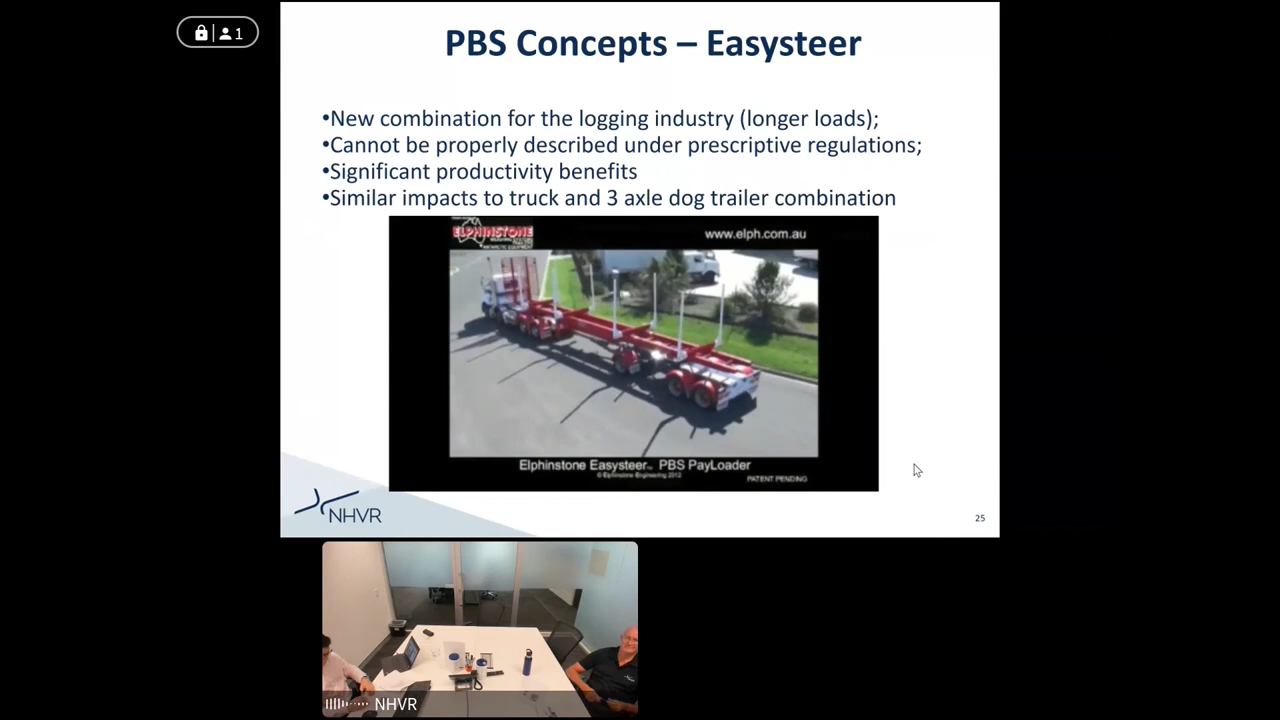 1
PBS Concepts – Easysteer
•New combination for the logging industry (longer loads);
•Cannot be properly described under prescriptive regulations;
•Significant productivity benefits
•Similar impacts to truck and 3 axle dog trailer combination
ELPHINSTONE
www.elph.com.au
Elphinstone Easysteer™ PBS PayLoader
© Elphinstone Engineering 2012
PATENT PENDING
NHVR
25
NHVR